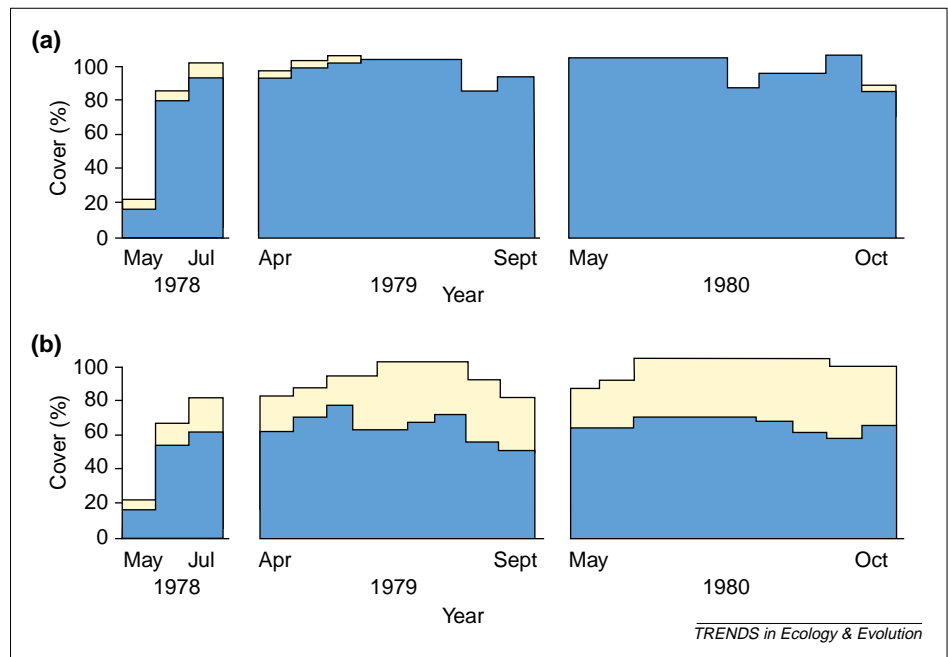 (a)
Cover (%)
100
80
60
40
20
0
May Jul Apr Sept May Oct
1978 1979 1980
Year
(b)
Cover (%)
100
80
60
40
20
0
May Jul Apr Sept May Oct
1978 1979 1980
Year
TRENDS in Ecology & Evolution